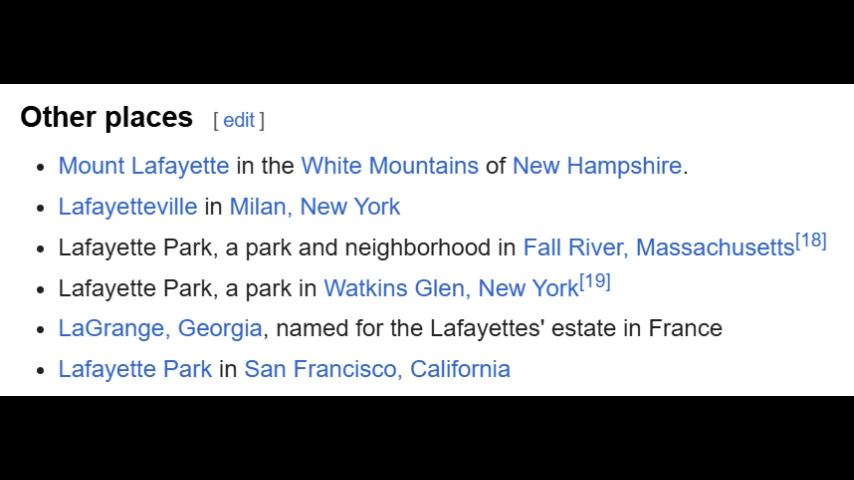 Other places [ edit ]
• Mount Lafayette in the White Mountains of New Hampshire.
• Lafayetteville in Milan, New York
• Lafayette Park, a park and neighborhood in Fall River, Massachusetts[18]
• Lafayette Park, a park in Watkins Glen, New York[19]
• LaGrange, Georgia, named for the Lafayettes' estate in France
• Lafayette Park in San Francisco, California